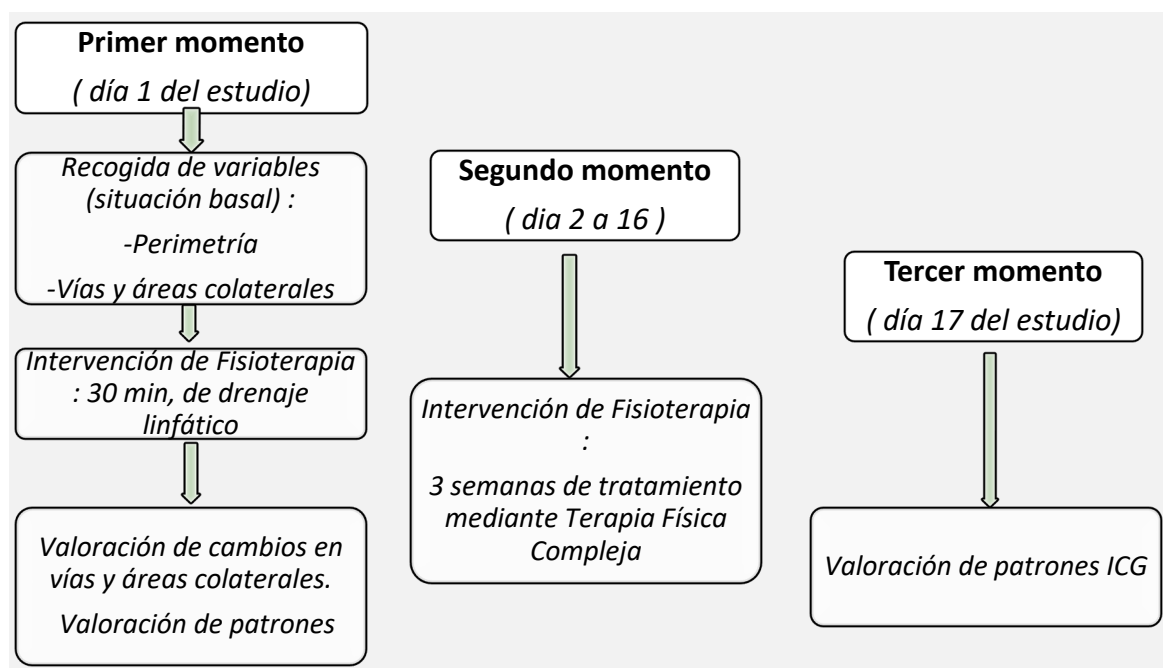 Primer momento
( día 1 del estudio)
Recogida de variables
(situación basal) :
-Perimetría
-Vías y áreas colaterales
Intervención de Fisioterapia
: 30 min, de drenaje
linfático
Valoración de cambios en
vías y áreas colaterales.
Valoración de patrones
Segundo momento
( dia 2 a 16 )
Intervención de Fisioterapia
:
3 semanas de tratamiento
mediante Terapia Física
Compleja
Tercer momento
( día 17 del estudio)
Valoración de patrones ICG